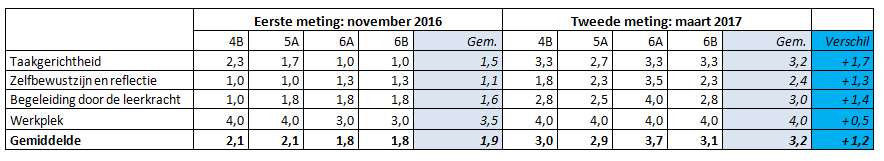 Eerste meting: november 2016 Tweede meting: maart 2017
4B 5A 6A 6B Gem. 4B 5A 6A 6B Gem. Verschil
Taakgerichtheid 2,3 1,7 1,0 1,0 1,5 3,3 2,7 3,3 3,3 3,2 +1,7
Zelfbewustzijn en reflectie 1,0 1,0 1,3 1,3 1,1 1,8 2,3 3,5 2,3 2,4 +1,3
Begeleiding door de leerkracht 1,0 1,8 1,8 1,8 1,6 2,8 2,5 4,0 2,8 3,0 +1,4
Werkplek 4,0 4,0 3,0 3,0 3,5 4,0 4,0 4,0 4,0 4,0 +0,5
Gemiddelde 2,1 2,1 1,8 1,8 1,9 3,0 2,9 3,7 3,1 3,2 +1,2